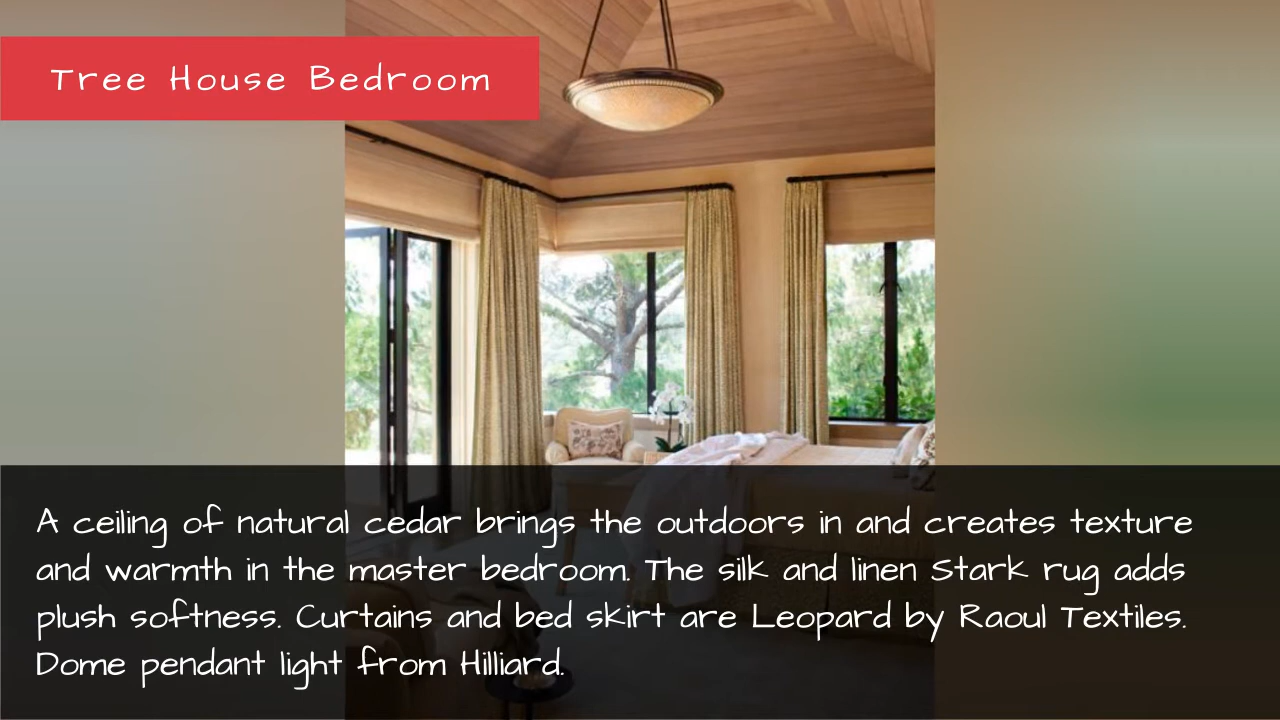 Tree House Bedroom
A ceiling of natural cedar brings the outdoors in and creates texture
and warmth in the master bedroom. The silk and linen Stark rug adds
plush softness. Curtains and bed skirt are Leopard by Raoul Textiles.
Dome pendant light from Hilliard.